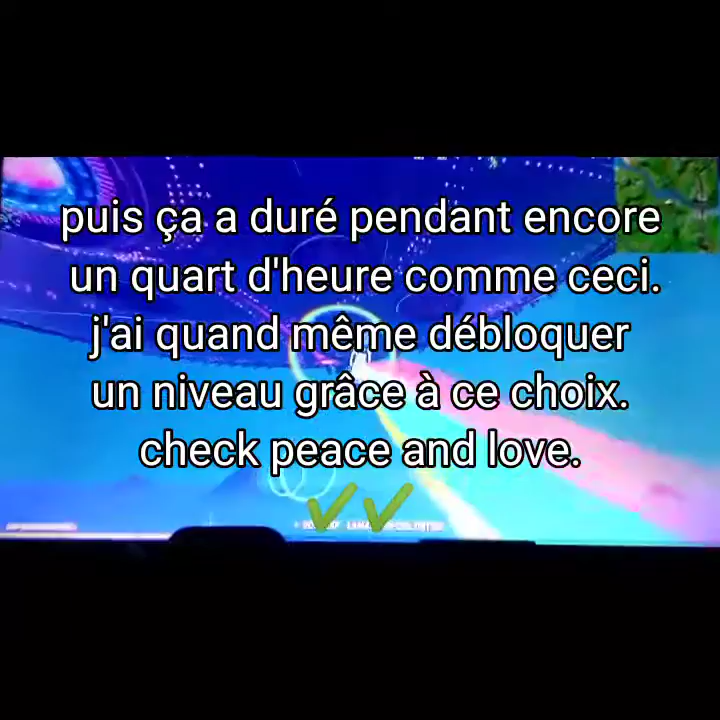 puis ça a duré pendant encore
un quart d'heure comme ceci.
j'ai quand même débloquer
un niveau grâce à ce choix.
check peace and love.